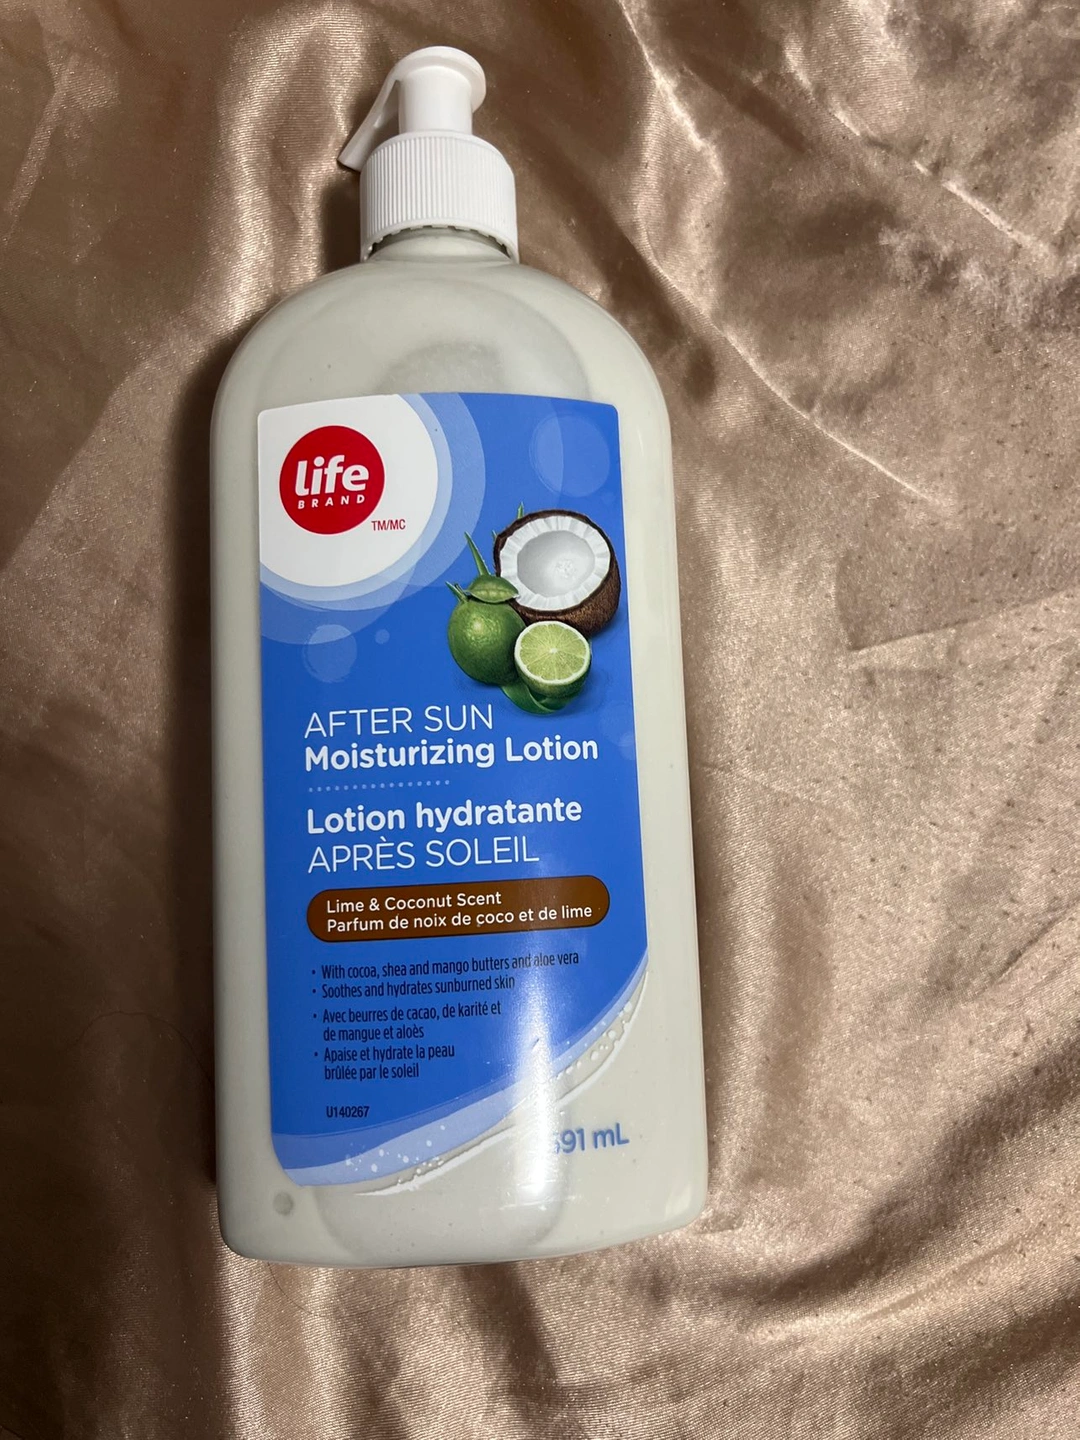 life
BRAND
TM/MC
AFTER SUN
Moisturizing Lotion
Lotion hydratante
APRÈS SOLEIL
Lime & Coconut Scent
Parfum de noix de coco et de lime
• With cocoa, shea and mango butters and aloe vera
• Soothes and hydrates sunburned skin
• Avec beurres de cacao, de karité et
de mangue et aloès
• Apaise et hydrate la peau
brûlée par le soleil
U140267
591 mL